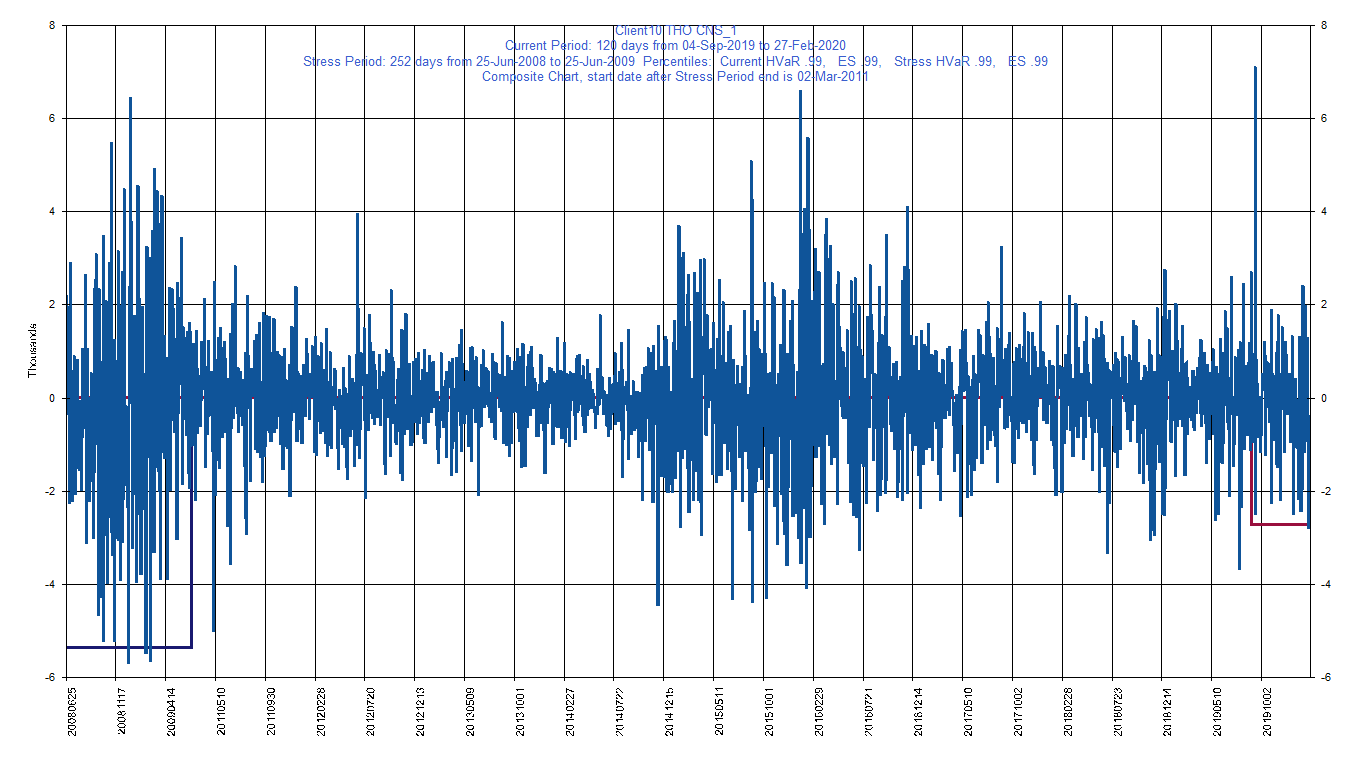 Client10 THO CNS_1
Current Period: 120 days from 04-Sep-2019 to 27-Feb-2020
Stress Period: 252 days from 25-Jun-2008 to 25-Jun-2009 Percentiles: Current HVaR .99, ES .99, Stress HVaR .99, ES .99
Composite Chart, start date after Stress Period end is 02-Mar-2011
8 8
6 6
4 4
2 2
Thousands
0 0
-2 -2
-4 -4
-6 -6
20080625 20081117 20090414 20110510 20110930 20120228 20120720 20121213 20130509 20131001 20140227 20140722 20141215 20150511 20151001 20160229 20160721 20161214 20170510 20171002 20180228 20180723 20181214 20190510 20191002